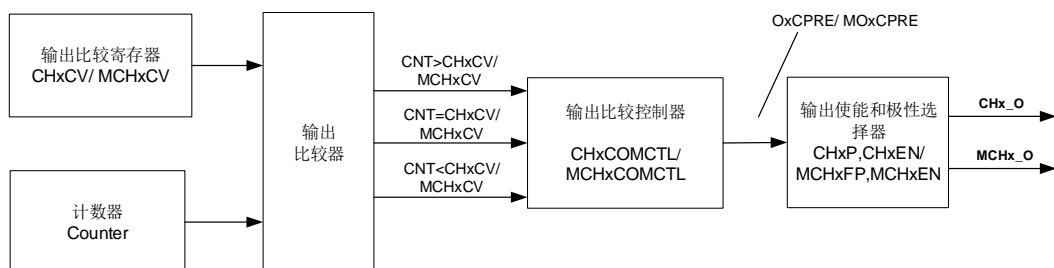 输出比较寄存器
CHxCV/ MCHxCV
计数器
Counter
输出
比较器
CNT>CHxCV/
MCHxCV
CNT=CHxCV/
MCHxCV
CNT<CHxCV/
MCHxCV
输出比较控制器
CHxCOMCTL/
MCHxCOMCTL
OxCPRE/ MOxCPRE
输出使能和极性选
择器
CHxP,CHxEN/
MCHxFP,MCHxEN
CHx_O
MCHx_O